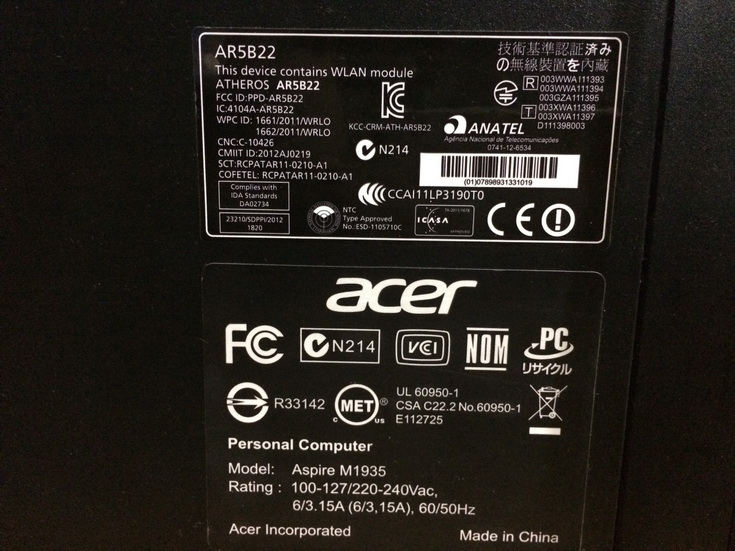 AR5B22
This device contains WLAN module
ATHEROS AR5B22
FCC ID:PPD-AR5B22
IC:4104A-AR5B22
WPC ID: 1661/2011/WRLO
1662/2011/WRLO
CNC:C-10426
CMIIT ID:2012AJ0219
SCT:RCPATAR11-0210-A1
COFETEL: RCPATAR11-0210-A1
Complies with
IDA Standards
DA02734
23210/SDPPI/2012
1820
KCC-CRM-ATH-AR5B22
N214
CCAI11LP3190T0
NTC
Type Approved
No.:ESD-1105710C
技術基準認証済み
の無線装置を内蔵
R 003WWA111393
003WWA111394
003GZA111395
T 003XWA11396
003XWA11397
D111398003
ANATEL
Agência Nacional de Telecomunicações
0741-12-6534
(01)07898931331019
ICASA
CE
acer
FC
N214
VCI
NOM
PC
リサイクル
R33142
MET
C US
UL 60950-1
CSA C22.2 No.60950-1
E112725
Personal Computer
Model: Aspire M1935
Rating : 100-127/220-240Vac,
6/3.15A (6/3,15A), 60/50Hz
Acer Incorporated
Made in China